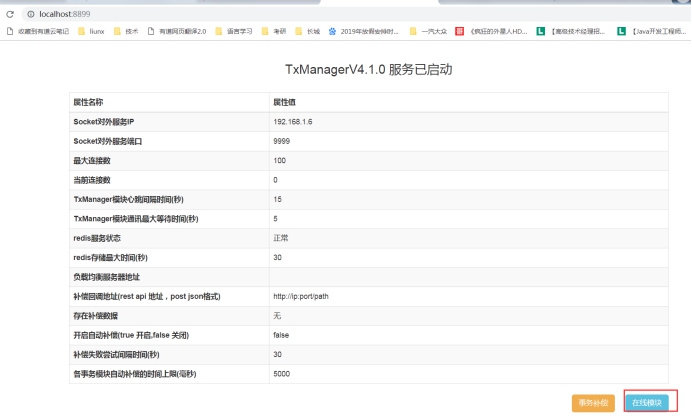 localhost:8899
收藏到有道云笔记 liunx 技术 有道网页翻译2.0 语言学习 考研 长城 2019年放假安排时... 一汽大众 《疯狂的外星人HD... 【高级技术经理招... 【Java开发工程师...
TxManagerV4.1.0 服务已启动
属性名称 属性值
Socket对外服务IP 192.168.1.6
Socket对外服务端口 9999
最大连接数 100
当前连接数 0
TxManager模块心跳间隔时间(秒) 15
TxManager模块通讯最大等待时间(秒) 5
redis服务状态 正常
redis存储最大时间(秒) 30
负载均衡服务器地址
补偿回调地址(rest api 地址，post json格式) http://ip:port/path
存在补偿数据 无
开启自动补偿(true 开启,false 关闭) false
补偿失败尝试间隔时间(秒) 30
各事务模块自动补偿的时间上限(毫秒) 5000
事务补偿 在线模块